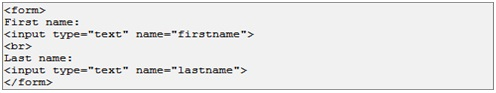 <form>
First name:
<input type="text" name="firstname">
<br>
Last name:
<input type="text" name="lastname">
</form>